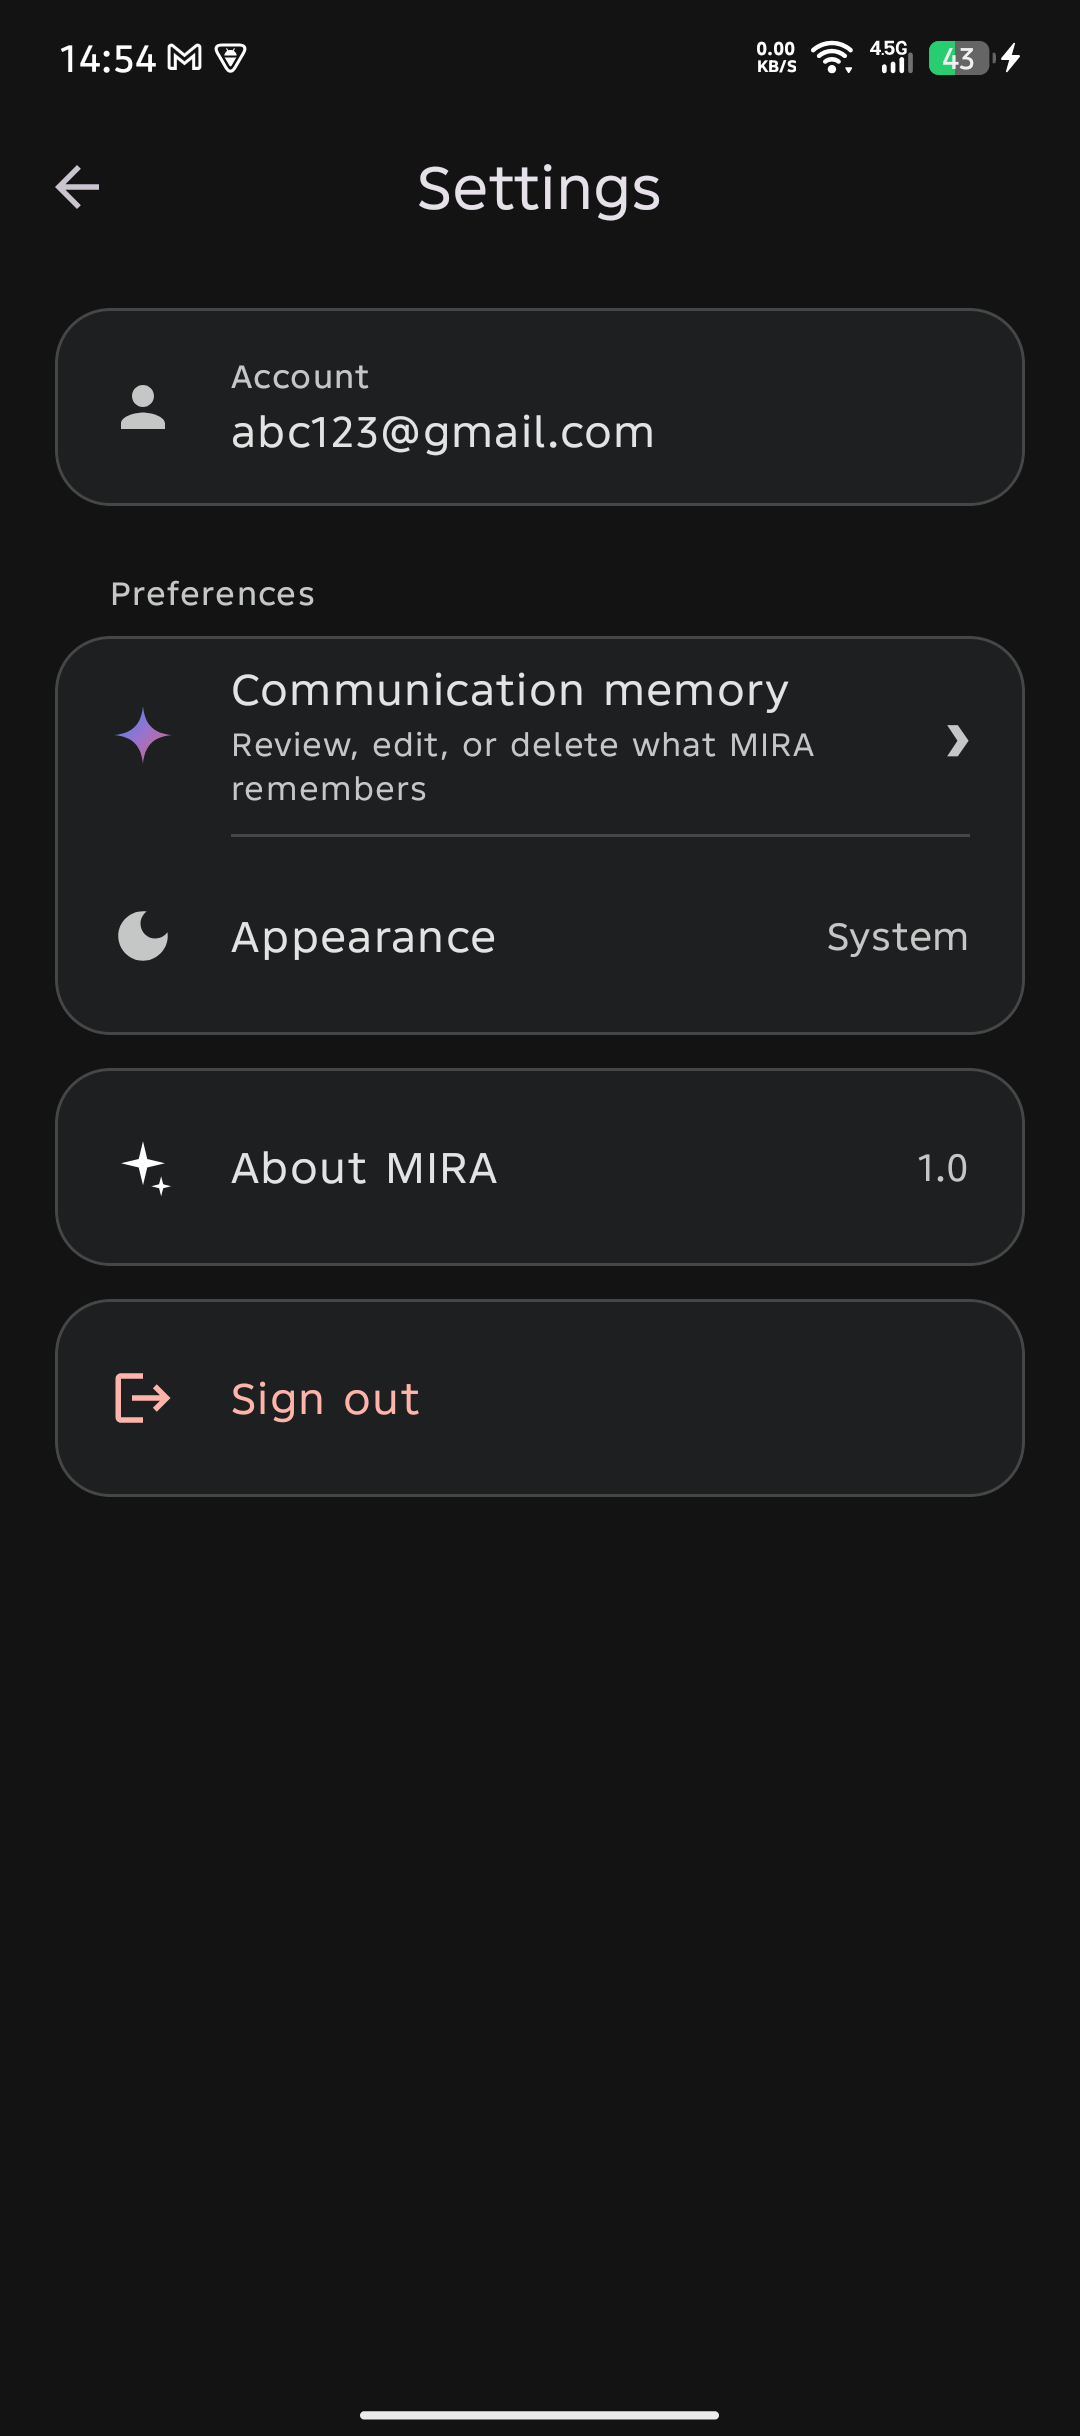 14:54
0.00 KB/S 4.5G 43
Settings
Account
abc123@gmail.com
Preferences
Communication memory
Review, edit, or delete what MIRA
remembers
Appearance System
About MIRA 1.0
Sign out